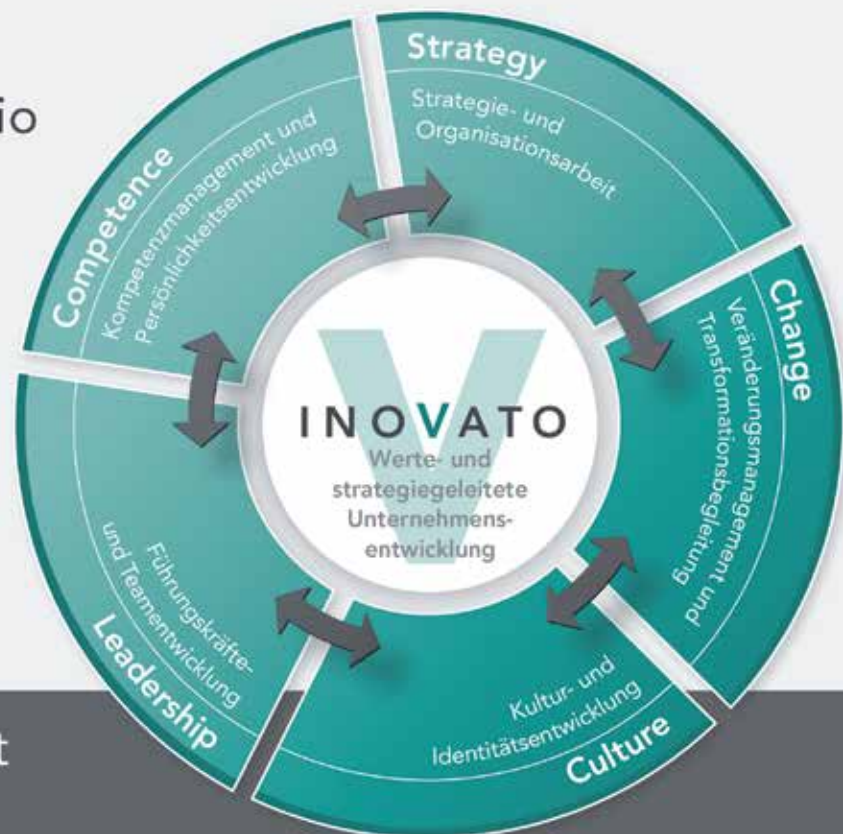 io
Strategy
Strategie- und
Organisationsarbeit
Change
Veränderungsmanagement und
Transformationsbegleitung
Culture
Kultur- und
Identitätsentwicklung
Leadership
Führungskräfte-
und Teamentwicklung
Competence
Kompetenzmanagement und
Persönlichkeitsentwicklung
INOVATO
Werte- und
strategiegeleitete
Unternehmens-
entwicklung
t